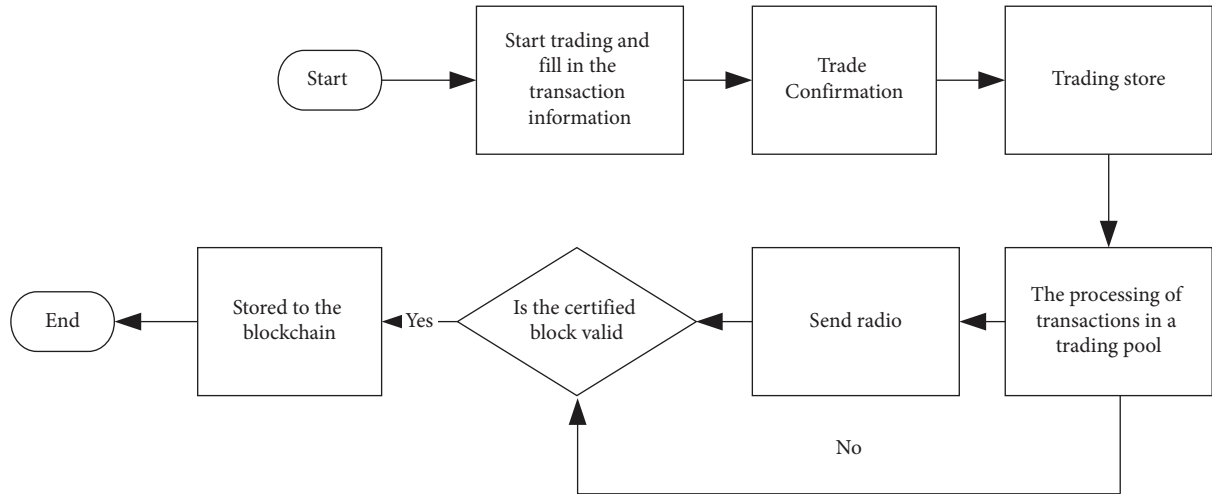 Start
Start trading and
fill in the
transaction
information
Trade
Confirmation
Trading store
The processing of
transactions in a
trading pool
Send radio
Is the certified
block valid
Yes
Stored to the
blockchain
End
No